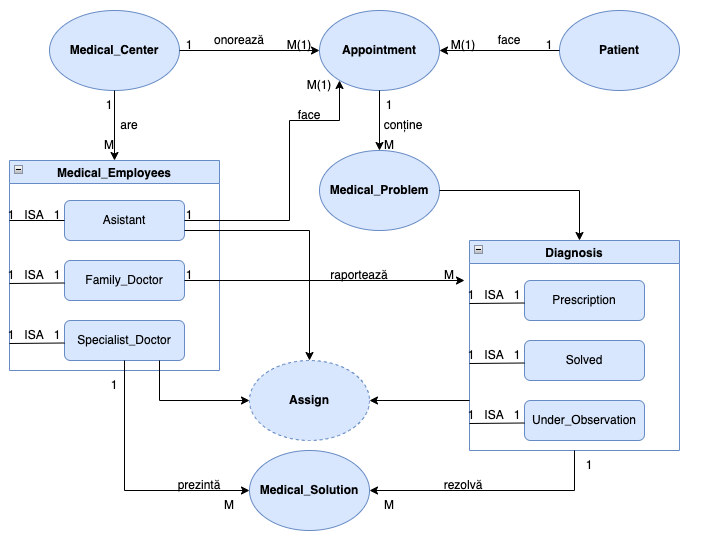 Medical_Center
1
onorează
M(1)
Appointment
M(1)
face
1
Patient
1
are
M
M(1)
face
1
conține
M
Medical_Employees
Medical_Problem
1 ISA 1
Asistant
1
1 ISA 1
Family_Doctor
1
raportează
M
1 ISA 1
Specialist_Doctor
Diagnosis
1 ISA 1
Prescription
1 ISA 1
Solved
1 ISA 1
Under_Observation
1
Assign
1
prezintă
M
Medical_Solution
M
rezolvă